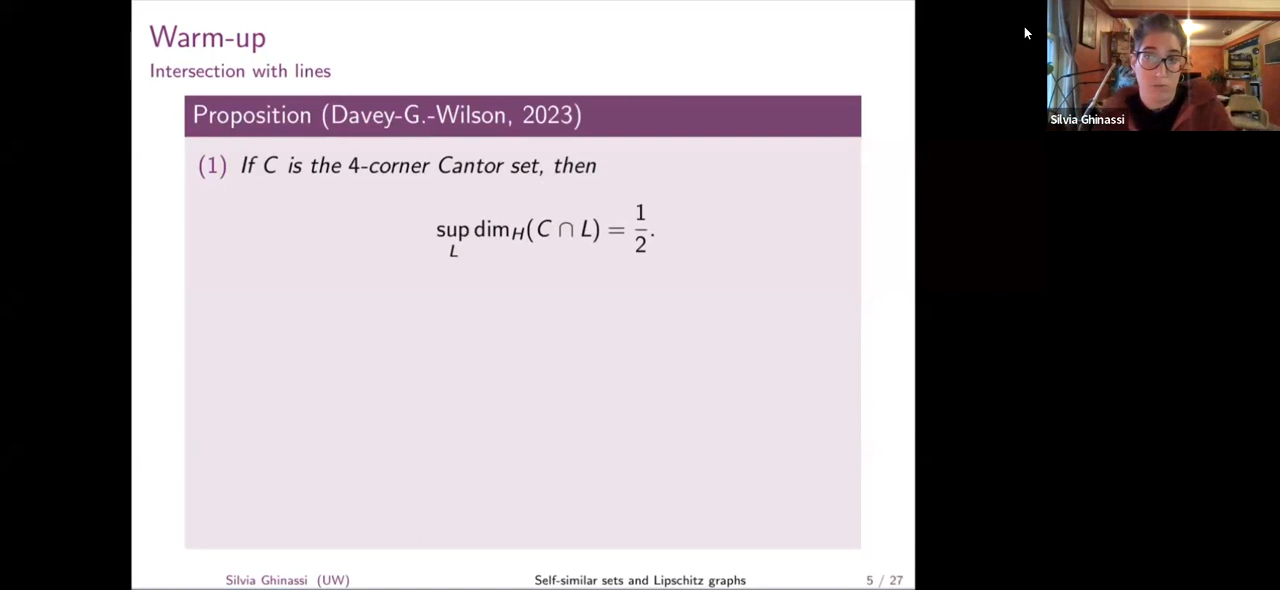 Warm-up
Intersection with lines
Proposition (Davey-G.-Wilson, 2023)
(1) If C is the 4-corner Cantor set, then
sup_L dim_H(C ∩ L) = 1/2.
Silvia Ghinassi (UW) Self-similar sets and Lipschitz graphs 5 / 27
Silvia Ghinassi